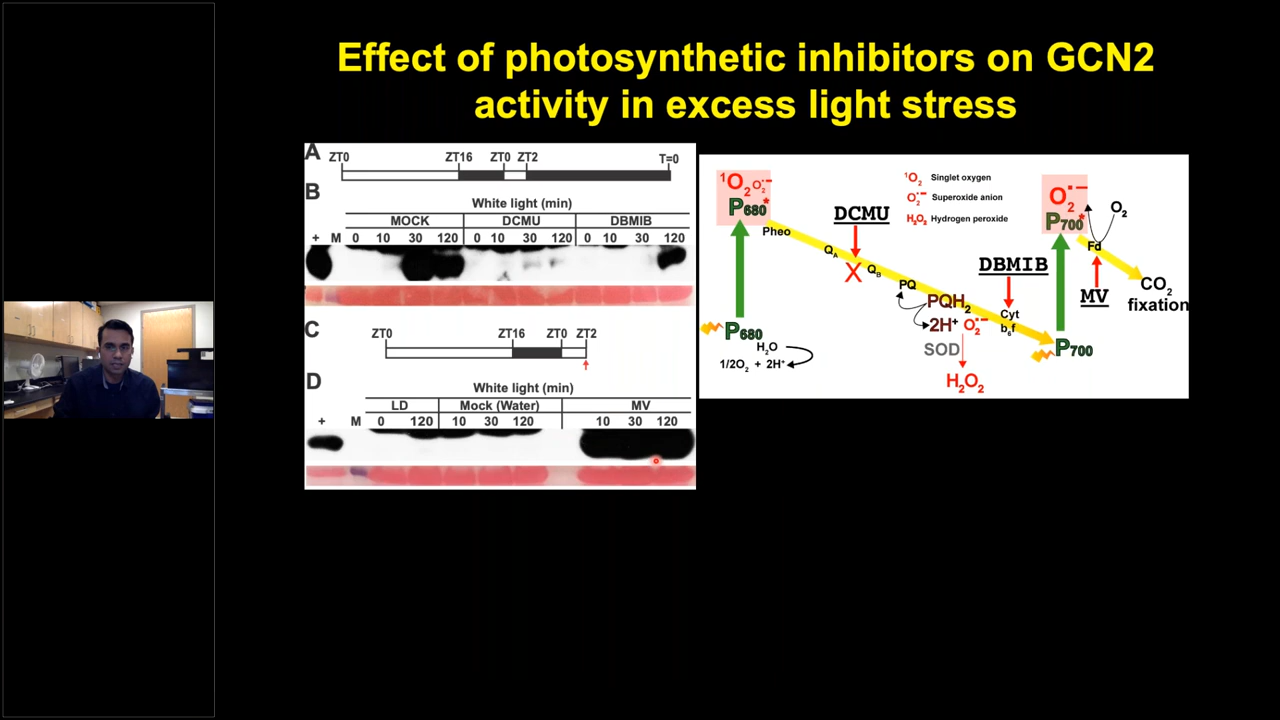 Effect of photosynthetic inhibitors on GCN2
activity in excess light stress
A
ZT0 ZT16 ZT0 ZT2 T=0
B
White light (min)
MOCK DCMU DBMIB
+ M 0 10 30 120 0 10 30 120 0 10 30 120
C
ZT0 ZT16 ZT0 ZT2
D
White light (min)
LD Mock (Water) MV
+ M 0 120 10 30 120 10 30 120
¹O₂ O₂•−
P680*
Pheo
QA
DCMU
X
QB
PQ
PQH₂
2H⁺ O₂•−
SOD
H₂O₂
P680
H₂O
1/2O₂ + 2H⁺
¹O₂ Singlet oxygen
O₂•− Superoxide anion
H₂O₂ Hydrogen peroxide
DBMIB
Cyt
b₆f
P700
O₂•−
P700*
O₂
Fd
MV
CO₂
fixation